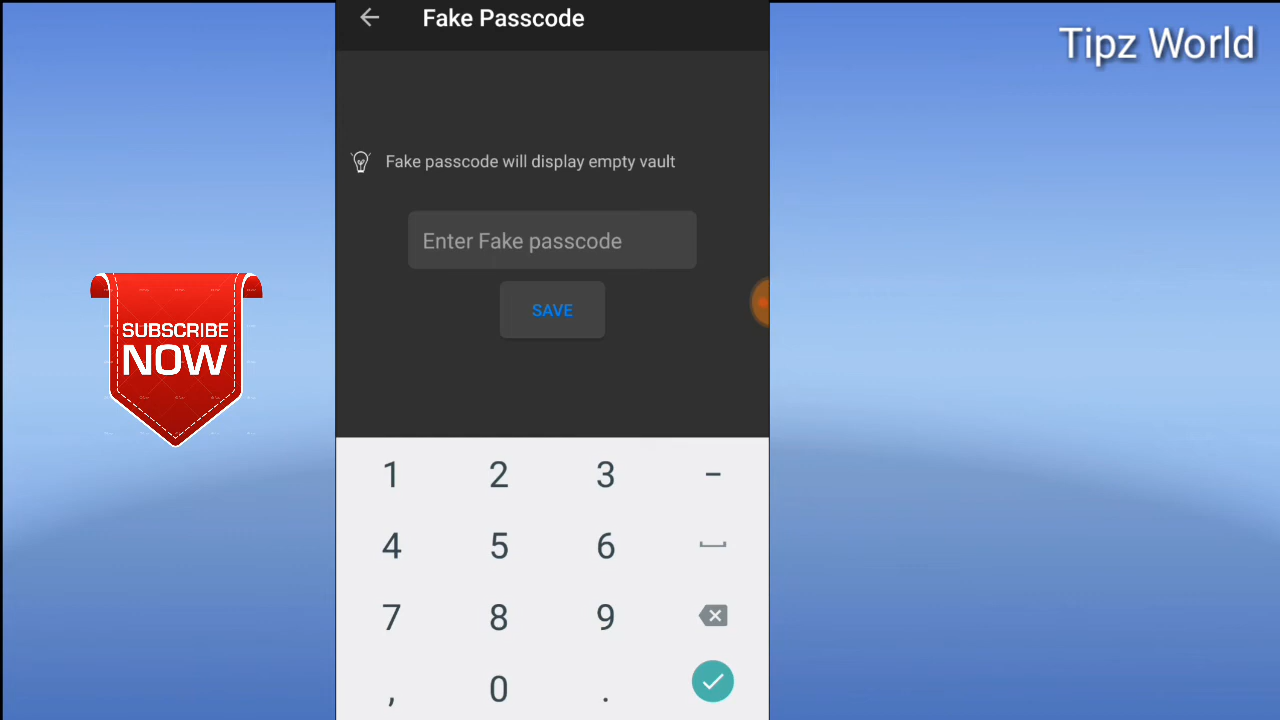 Fake Passcode
Tipz World
Fake passcode will display empty vault
Enter Fake passcode
SAVE
SUBSCRIBE
NOW
1 2 3 -
4 5 6
7 8 9
, 0 .